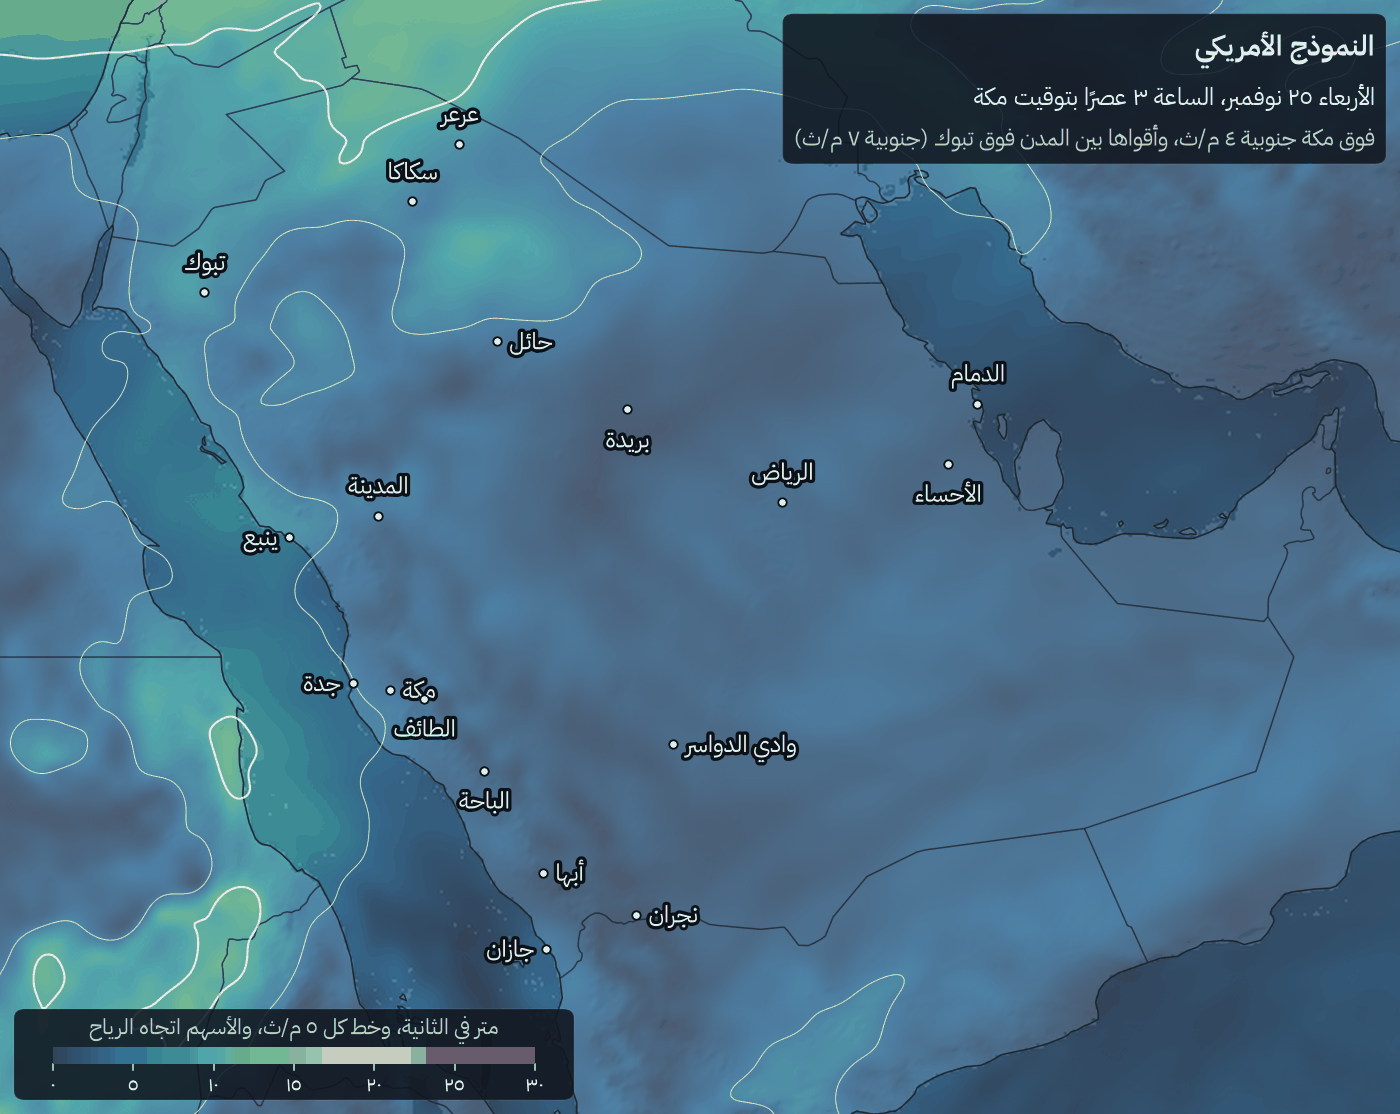 النموذج الأمريكي
الأربعاء ٢٥ نوفمبر، الساعة ٣ عصرًا بتوقيت مكة
فوق مكة جنوبية ٤ م/ث، وأقواها بين المدن فوق تبوك (جنوبية ٧ م/ث)
عرعر
سكاكا
تبوك
حائل
الدمام
بريدة
الرياض
الأحساء
المدينة
ينبع
جدة
مكة
الطائف
وادي الدواسر
الباحة
أبها
نجران
جازان
متر في الثانية، وخط كل ٥ م/ث، والأسهم اتجاه الرياح
٠ ٥ ١٠ ١٥ ٢٠ ٢٥ ٣٠